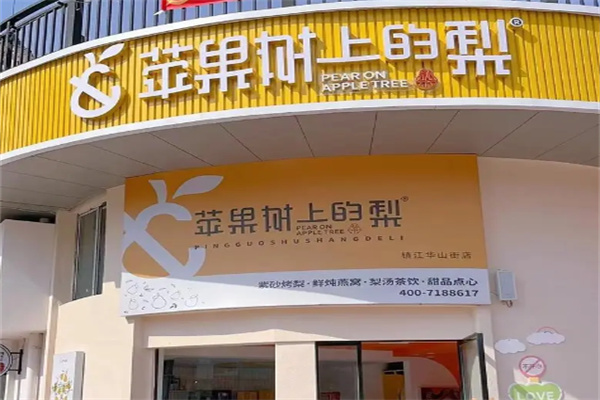 苹果树上的梨®
PEAR ON
APPLE TREE
苹果树上的梨®
PEAR ON
APPLE TREE
PINGGUOSHUSHANGDELI
镇江华山街店
紫砂烤梨·鲜炖燕窝·梨汤茶饮·甜品点心
400-7188617
LOVE